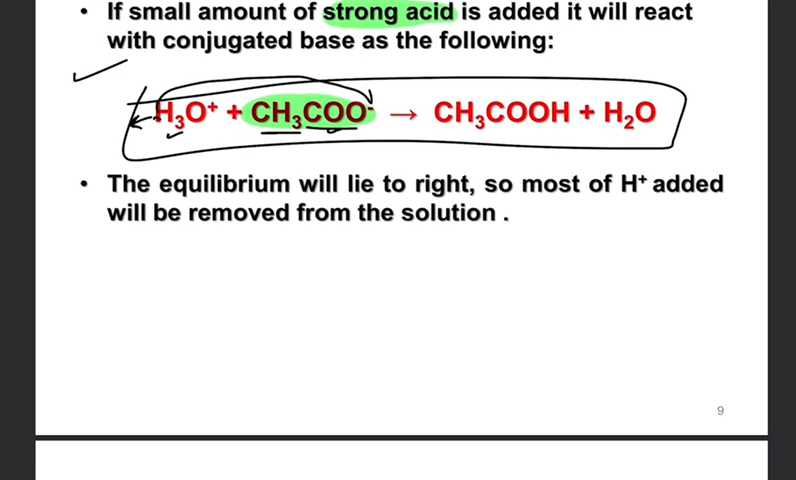 • If small amount of strong acid is added it will react
with conjugated base as the following:
H₃O⁺ + CH₃COO⁻ → CH₃COOH + H₂O
• The equilibrium will lie to right, so most of H⁺ added
will be removed from the solution .
9